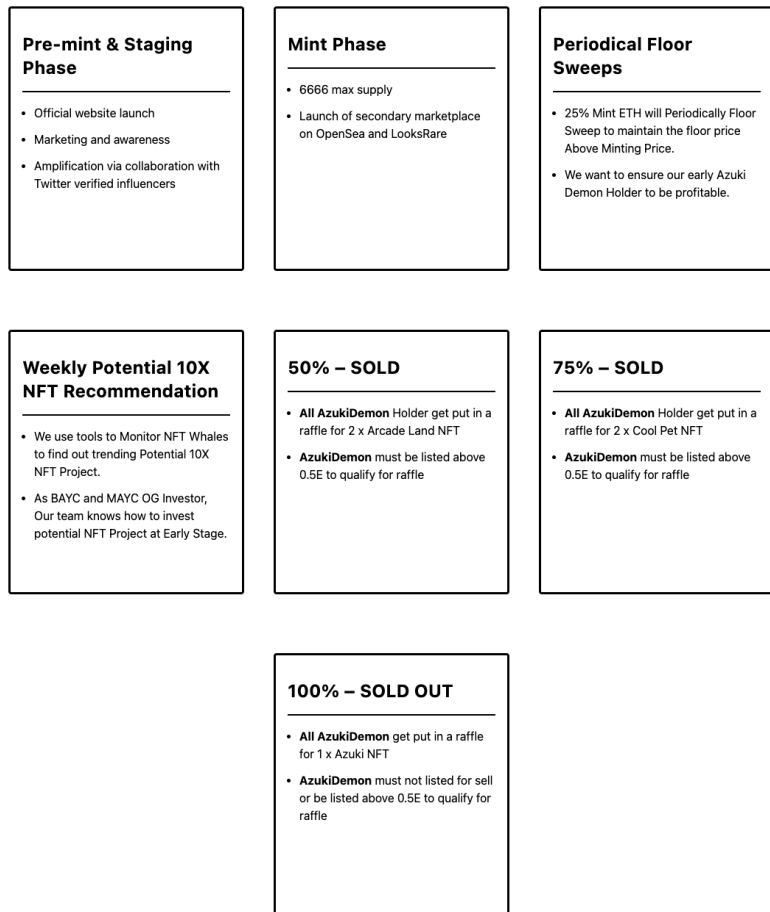 Pre-mint & Staging
Phase
Official website launch
Marketing and awareness
Amplification via collaboration with
Twitter verified influencers
Mint Phase
6666 max supply
Launch of secondary marketplace
on OpenSea and LooksRare
Periodical Floor
Sweeps
25% Mint ETH will Periodically Floor
Sweep to maintain the floor price
Above Minting Price.
We want to ensure our early Azuki
Demon Holder to be profitable.
Weekly Potential 10X
NFT Recommendation
We use tools to Monitor NFT Whales
to find out trending Potential 10X
NFT Project.
As BAYC and MAYC OG Investor,
Our team knows how to invest
potential NFT Project at Early Stage.
50% – SOLD
All AzukiDemon Holder get put in a
raffle for 2 x Arcade Land NFT
AzukiDemon must be listed above
0.5E to qualify for raffle
75% – SOLD
All AzukiDemon Holder get put in a
raffle for 2 x Cool Pet NFT
AzukiDemon must be listed above
0.5E to qualify for raffle
100% – SOLD OUT
All AzukiDemon get put in a raffle
for 1 x Azuki NFT
AzukiDemon must not listed for sell
or be listed above 0.5E to qualify for
raffle